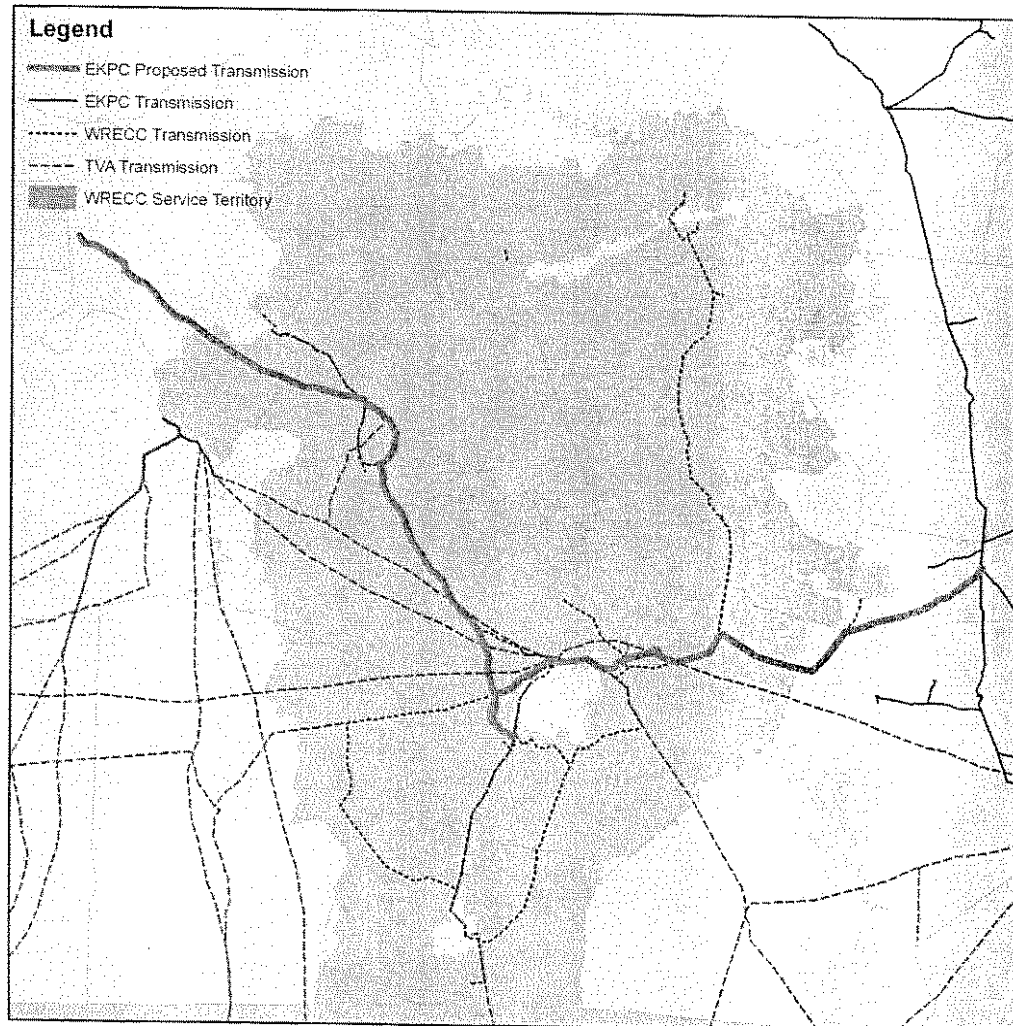 Legend
EKPC Proposed Transmission
EKPC Transmission
WRECC Transmission
TVA Transmission
WRECC Service Territory